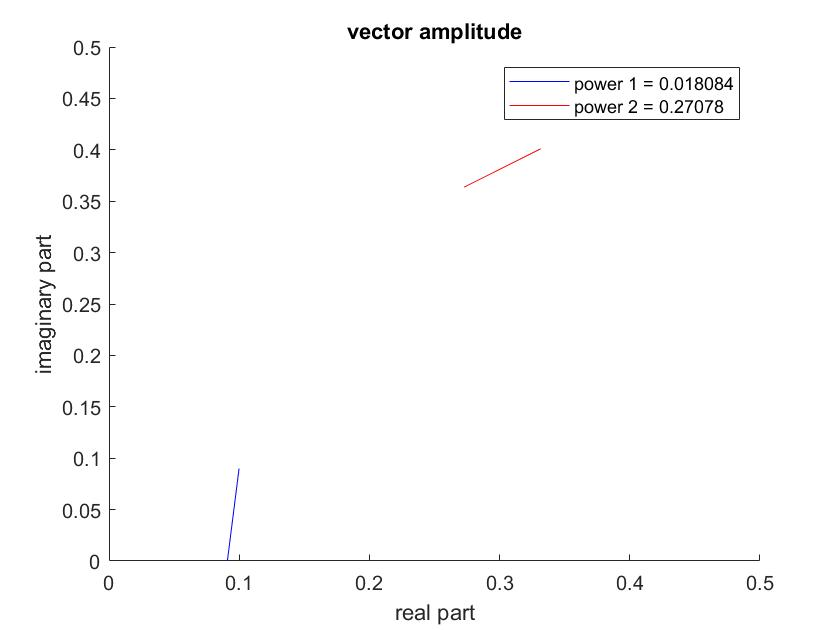 vector amplitude
0.5
0.45
0.4
0.35
0.3
0.25
0.2
0.15
0.1
0.05
0
imaginary part
power 1 = 0.018084
power 2 = 0.27078
0 0.1 0.2 0.3 0.4 0.5
real part